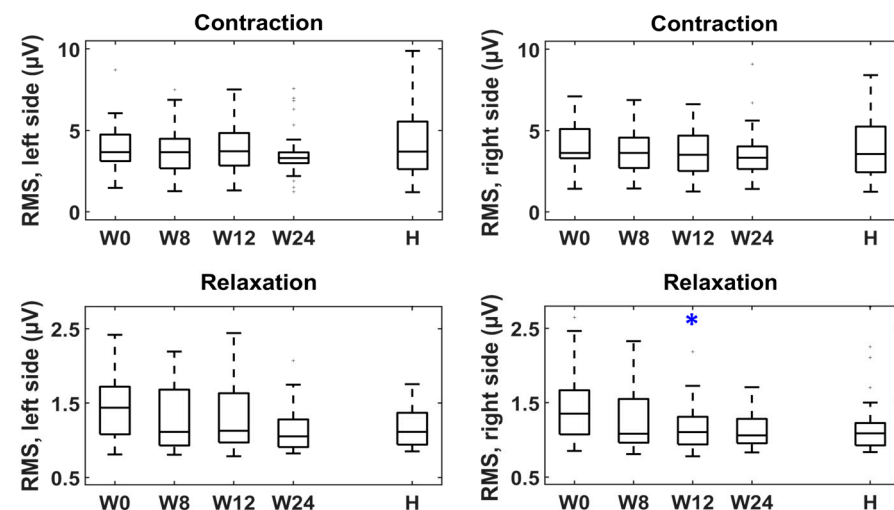 Contraction
RMS, left side (μV)
10
5
0
W0 W8 W12 W24 H
Contraction
RMS, right side (μV)
10
5
0
W0 W8 W12 W24 H
Relaxation
RMS, left side (μV)
2.5
1.5
0.5
W0 W8 W12 W24 H
Relaxation
RMS, right side (μV)
2.5
1.5
0.5
*
W0 W8 W12 W24 H